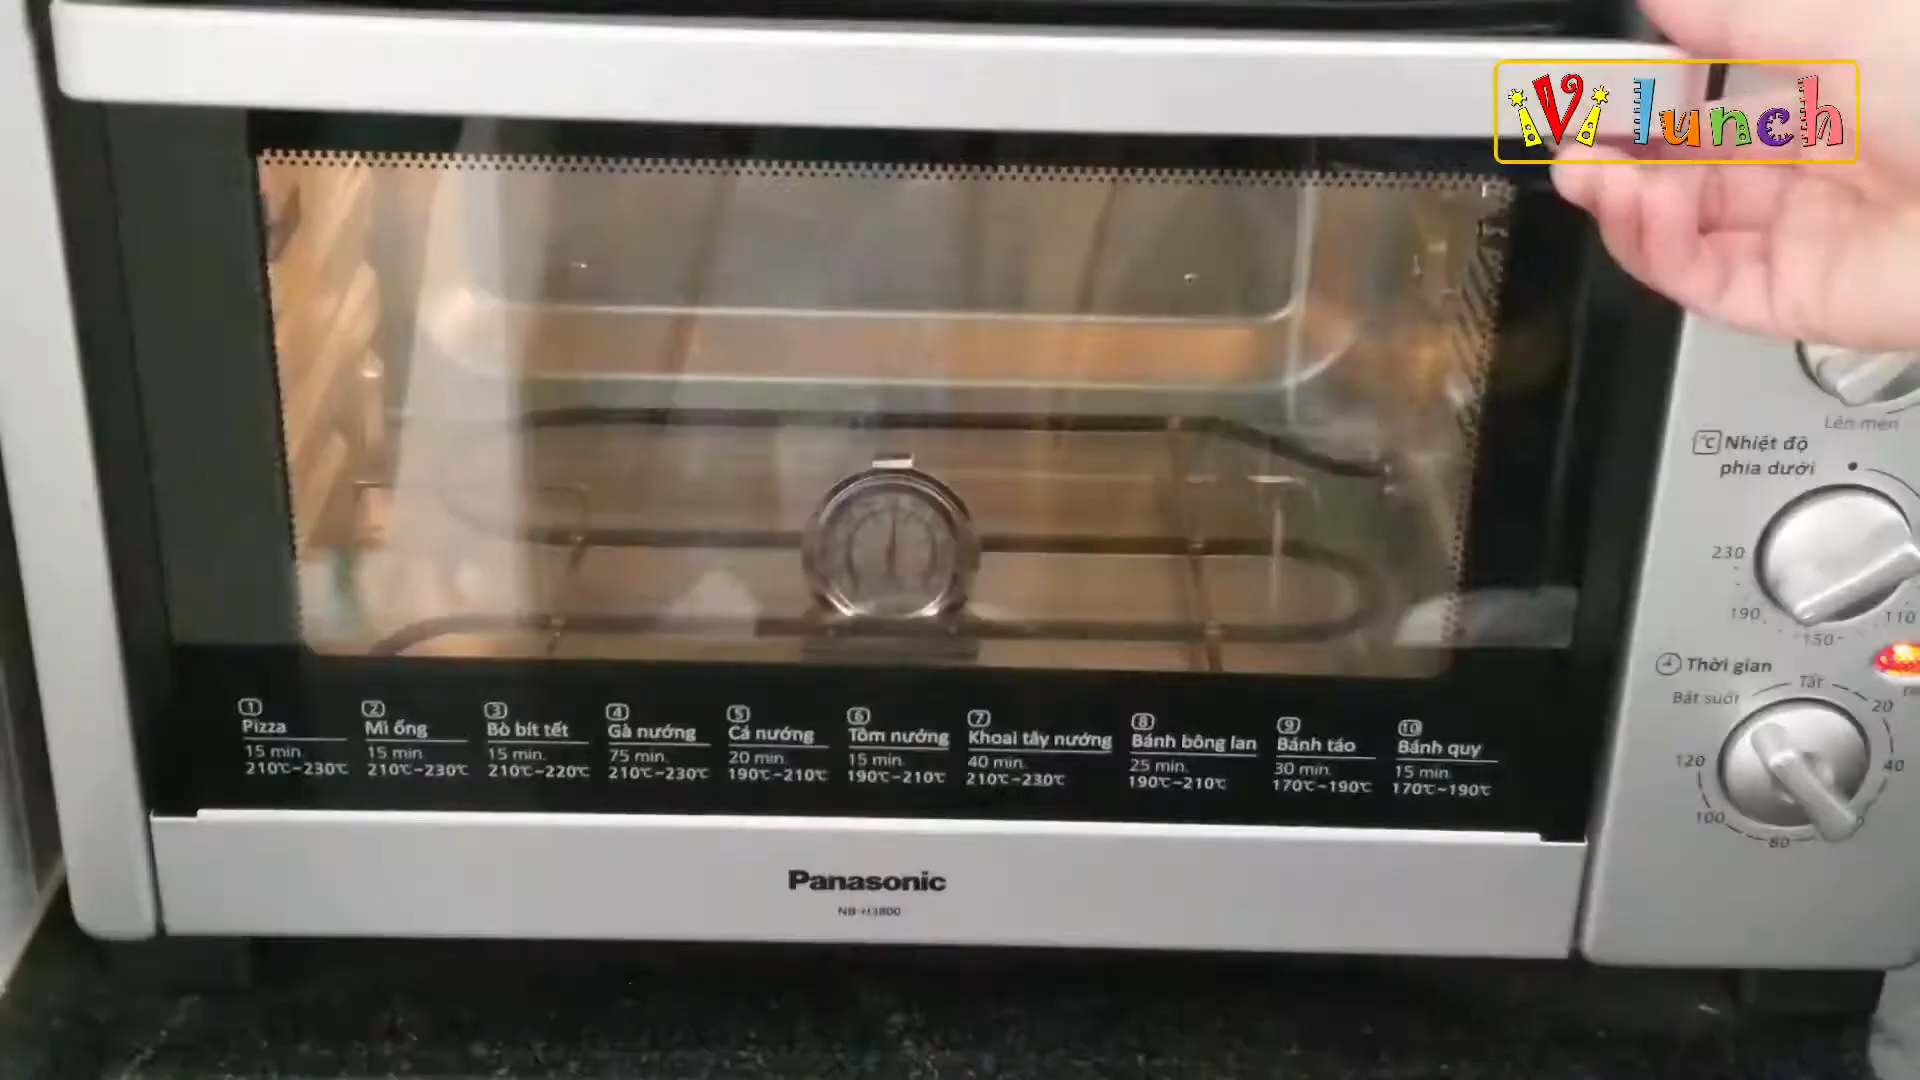 Vi lunch
Lên men
℃ Nhiệt độ
phía dưới
230
190
150
110
4 Thời gian
Bật suốt
Tắt
20
40
80
100
120
1
Pizza
15 min.
210℃-230℃
2
Mì ống
15 min.
210℃-230℃
3
Bò bít tết
15 min.
210℃-220℃
4
Gà nướng
75 min.
210℃-230℃
5
Cá nướng
20 min.
190℃-210℃
6
Tôm nướng
15 min.
190℃-210℃
7
Khoai tây nướng
40 min.
210℃-230℃
8
Bánh bông lan
25 min.
190℃-210℃
9
Bánh táo
30 min.
170℃-190℃
10
Bánh quy
15 min.
170℃-190℃
Panasonic
NB-H3800